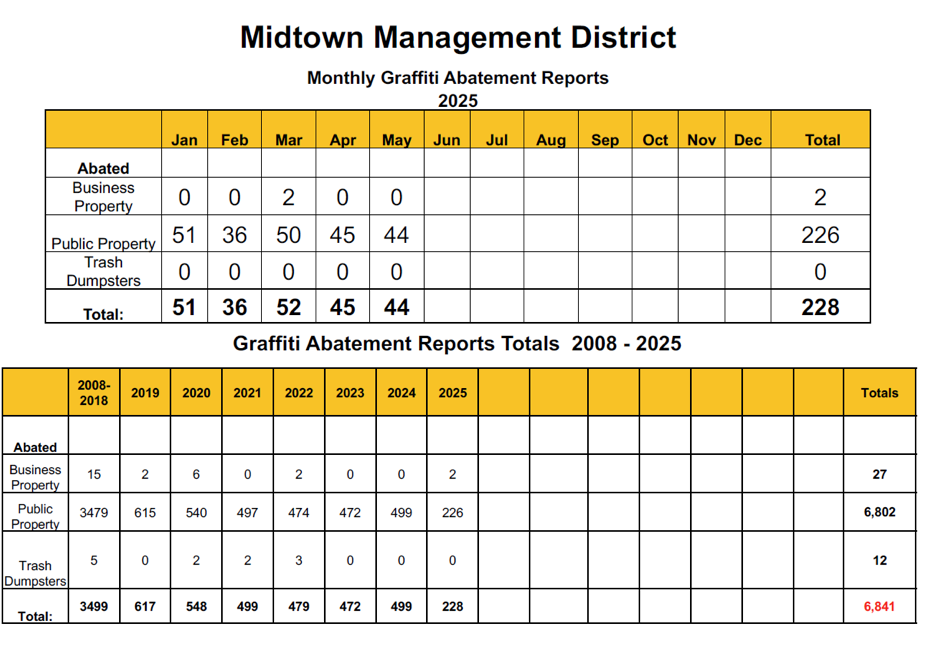 Midtown Management District
Monthly Graffiti Abatement Reports
2025
Jan Feb Mar Apr May Jun Jul Aug Sep Oct Nov Dec Total
Abated
Business
Property 0 0 2 0 0 2
Public Property 51 36 50 45 44 226
Trash
Dumpsters 0 0 0 0 0 0
Total: 51 36 52 45 44 228
Graffiti Abatement Reports Totals 2008 - 2025
2008-
2018 2019 2020 2021 2022 2023 2024 2025 Totals
Abated
Business
Property 15 2 6 0 2 0 0 2 27
Public
Property 3479 615 540 497 474 472 499 226 6,802
Trash
Dumpsters 5 0 2 2 3 0 0 0 12
Total: 3499 617 548 499 479 472 499 228 6,841